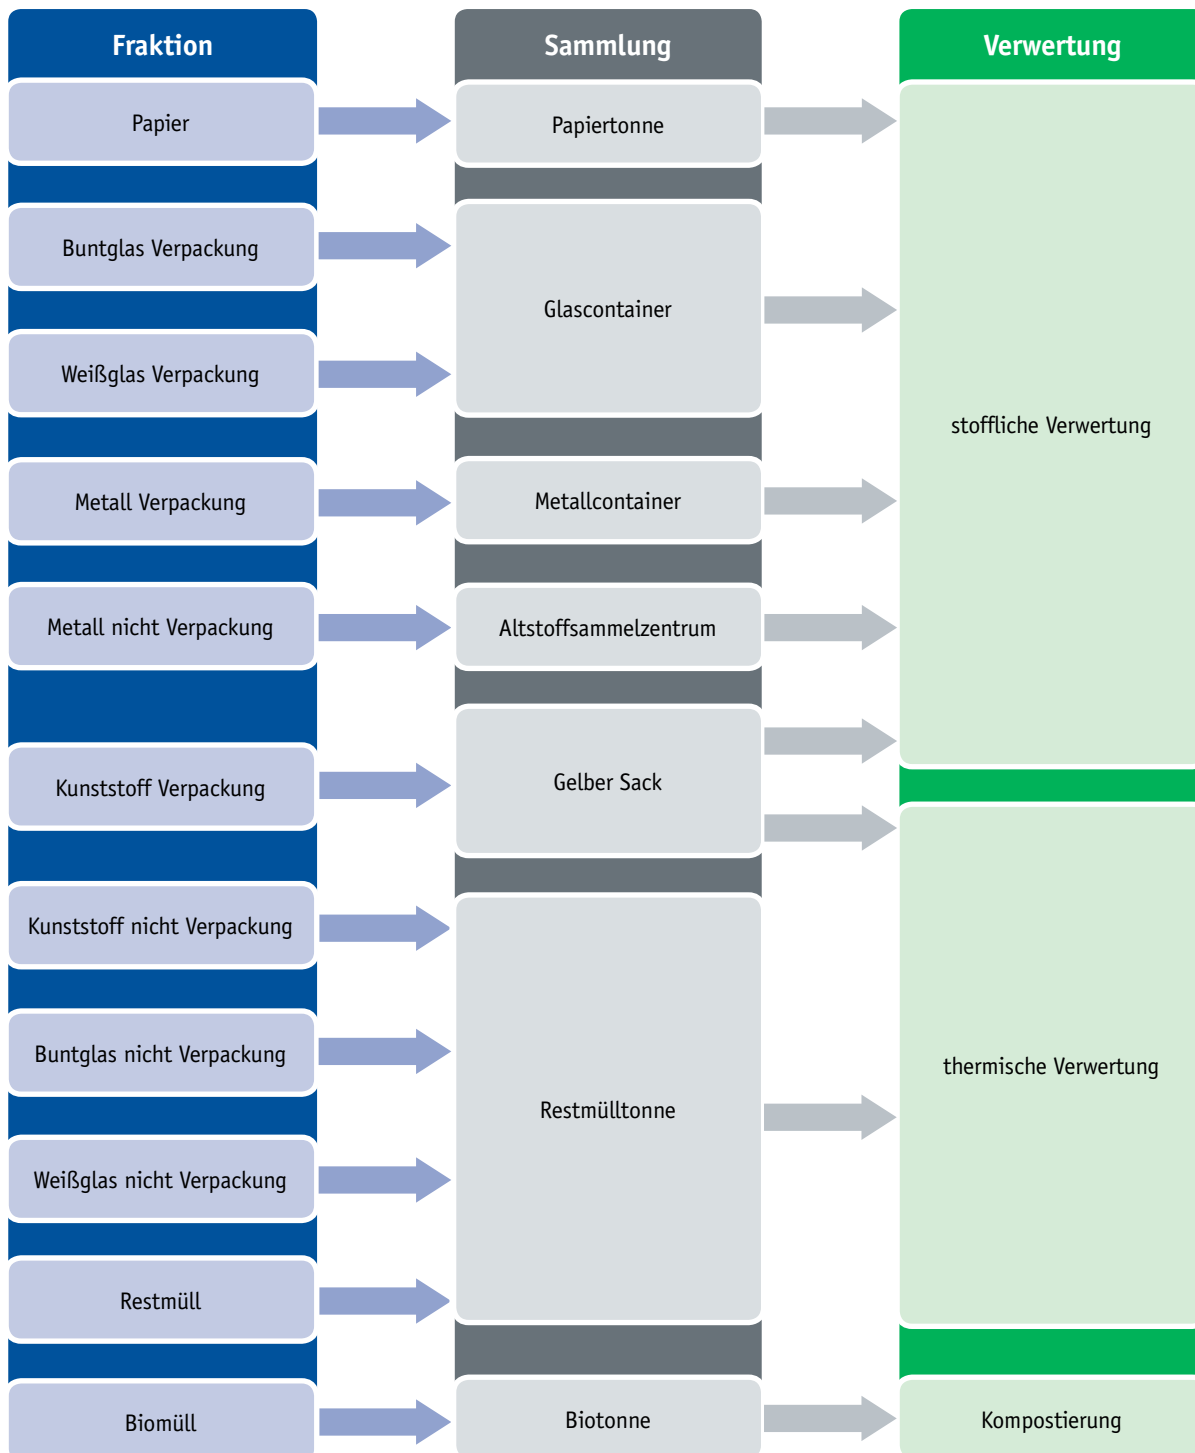 Fraktion
Sammlung
Verwertung
Papier
Papiertonne
Buntglas Verpackung
Glascontainer
Weißglas Verpackung
stoffliche Verwertung
Metall Verpackung
Metallcontainer
Metall nicht Verpackung
Altstoffsammelzentrum
Kunststoff Verpackung
Gelber Sack
Kunststoff nicht Verpackung
Buntglas nicht Verpackung
thermische Verwertung
Restmülltonne
Weißglas nicht Verpackung
Restmüll
Biomüll
Biotonne
Kompostierung